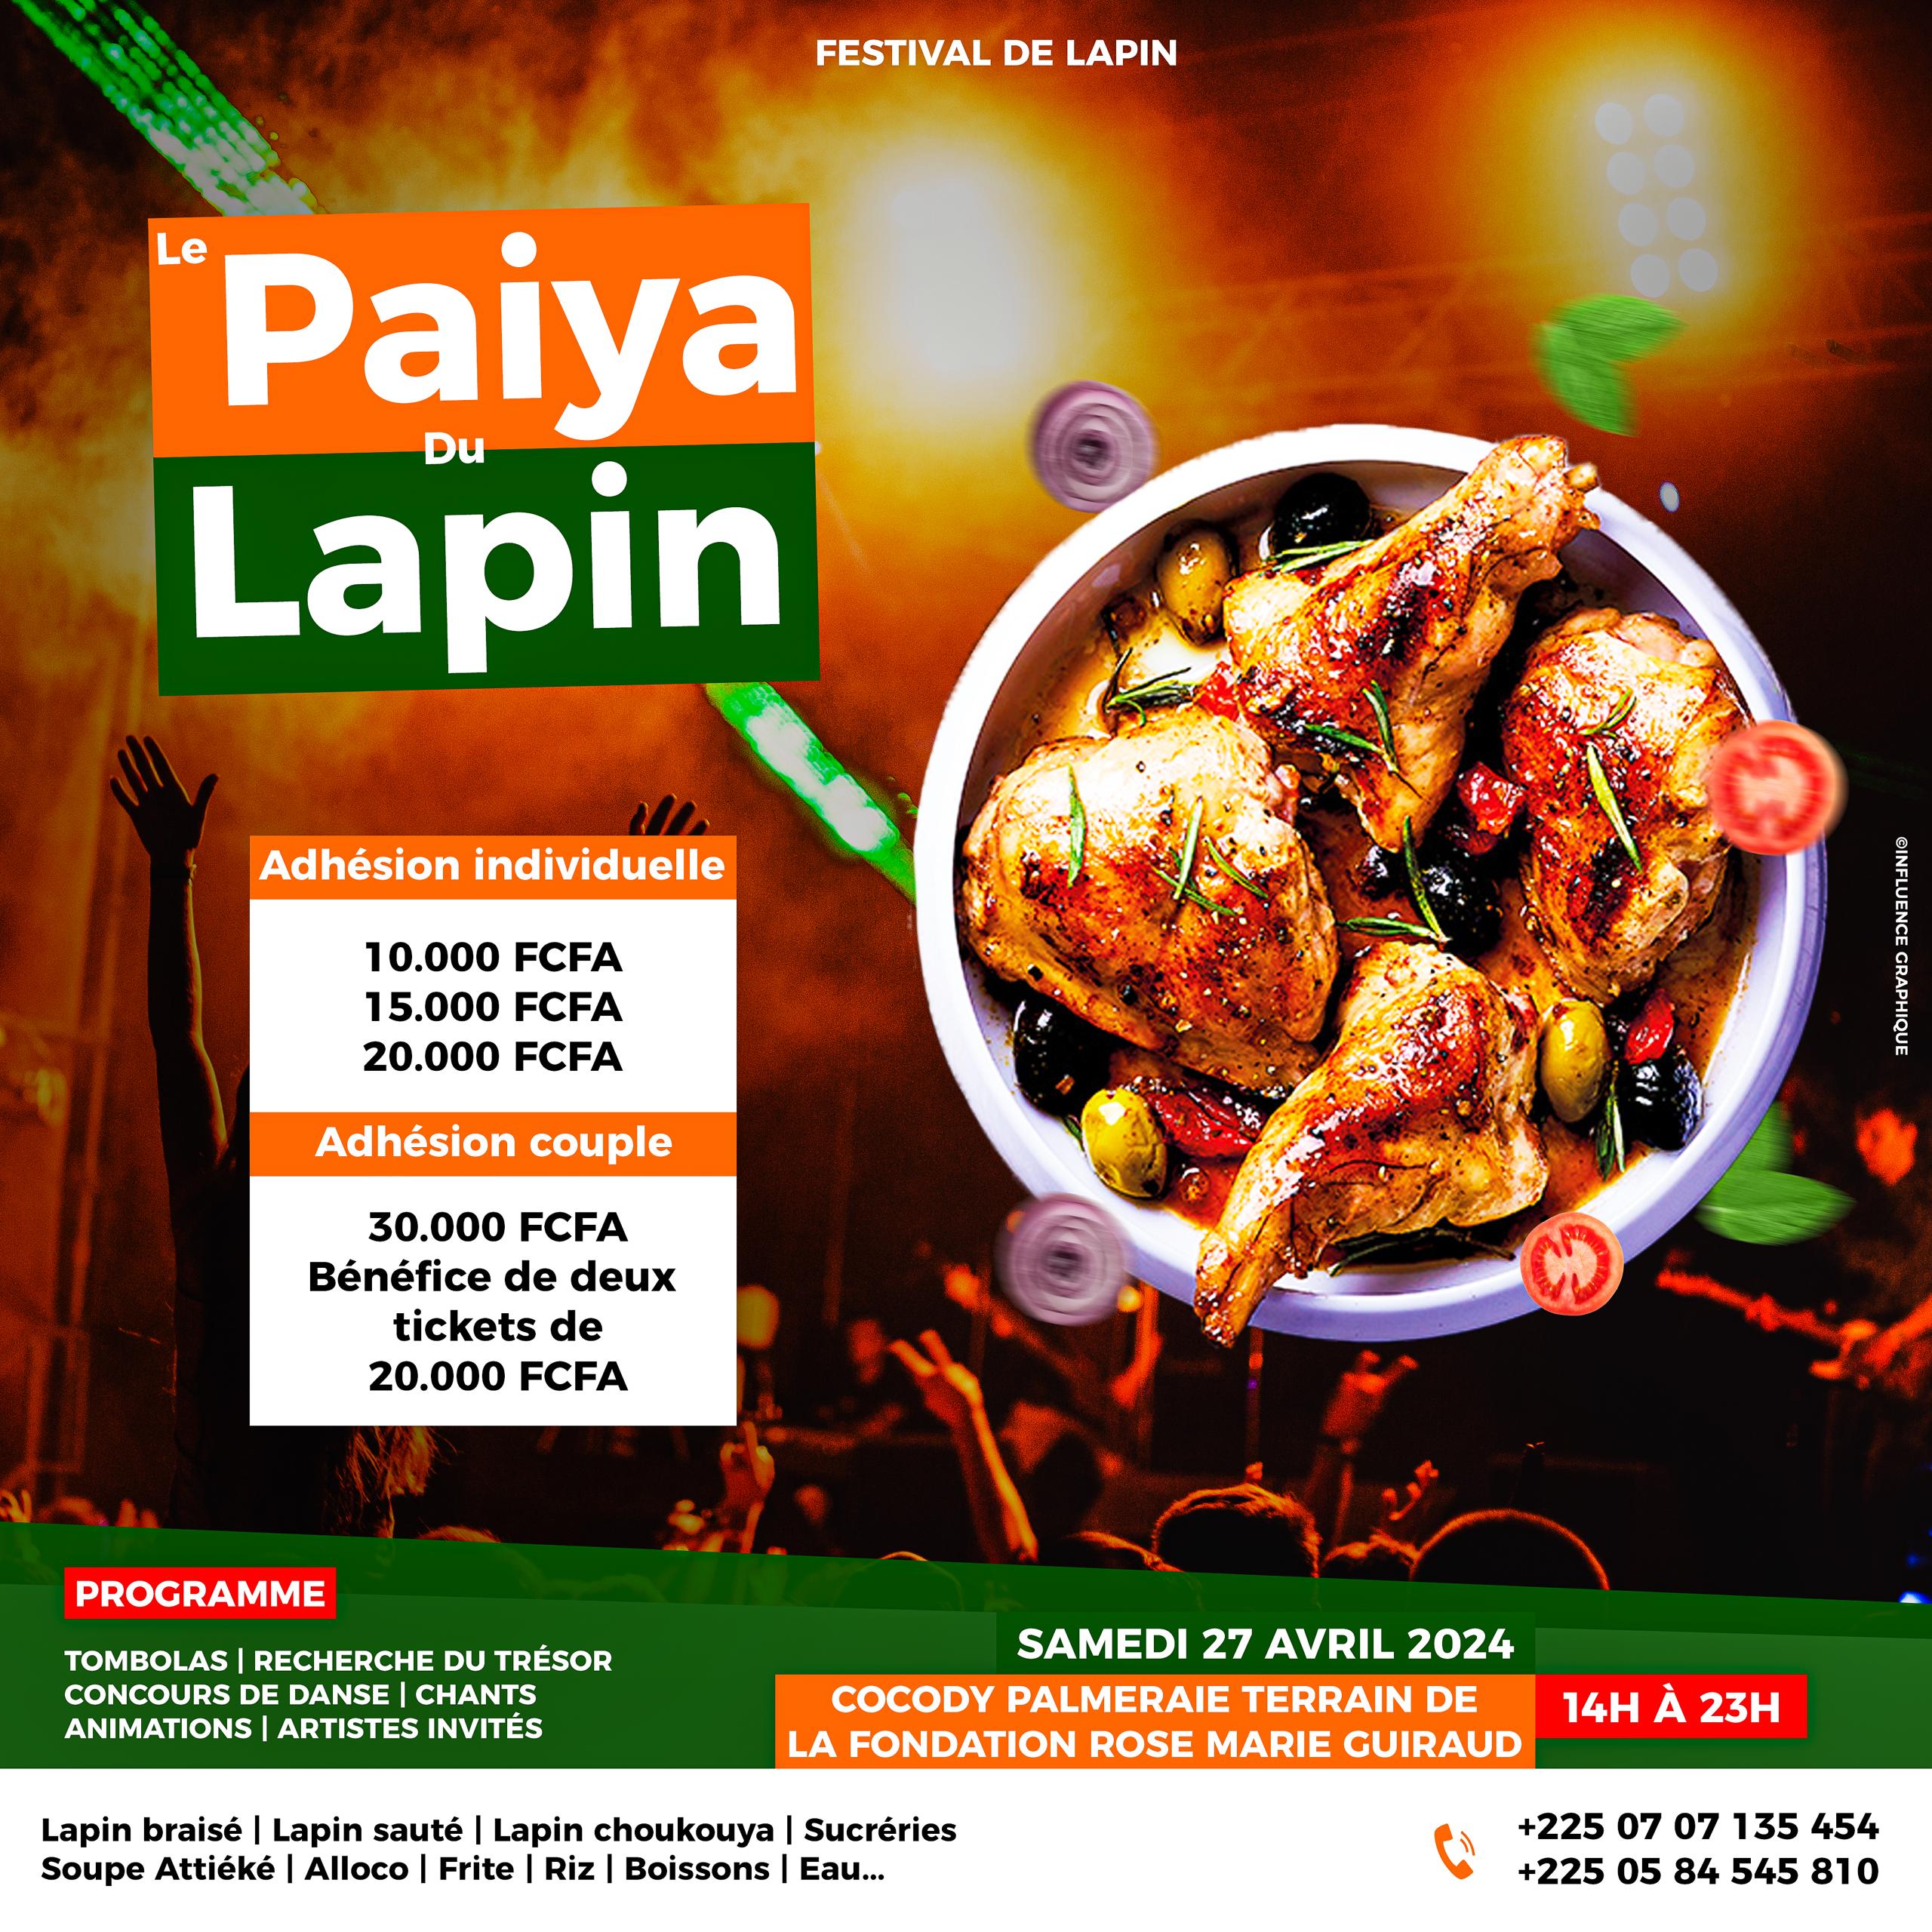 FESTIVAL DE LAPIN
Le
Paiya
Du
Lapin
Adhésion individuelle
10.000 FCFA
15.000 FCFA
20.000 FCFA
Adhésion couple
30.000 FCFA
Bénéfice de deux
tickets de
20.000 FCFA
©INFLUENCE GRAPHIQUE
PROGRAMME
TOMBOLAS | RECHERCHE DU TRÉSOR
CONCOURS DE DANSE | CHANTS
ANIMATIONS | ARTISTES INVITÉS
SAMEDI 27 AVRIL 2024
COCODY PALMERAIE TERRAIN DE
LA FONDATION ROSE MARIE GUIRAUD
14H À 23H
Lapin braisé | Lapin sauté | Lapin choukouya | Sucréries
Soupe Attiéké | Alloco | Frite | Riz | Boissons | Eau...
+225 07 07 135 454
+225 05 84 545 810